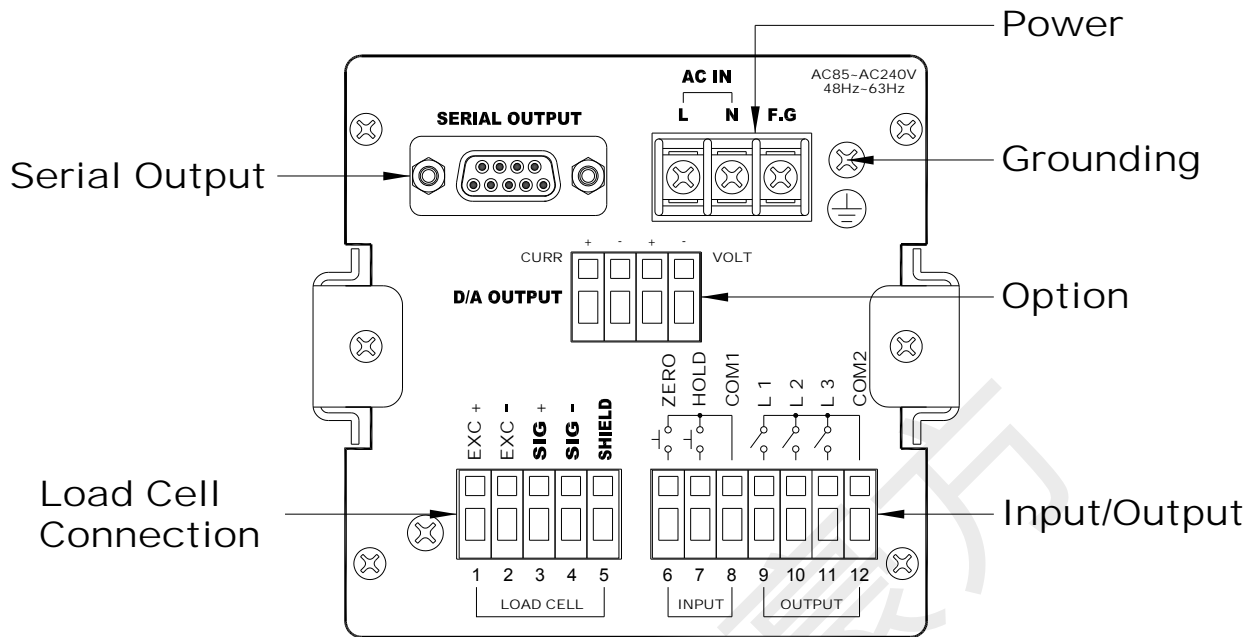 Power
AC IN
AC85~AC240V
48Hz~63Hz
L N F.G
SERIAL OUTPUT
Serial Output
Grounding
+ - + -
CURR
VOLT
D/A OUTPUT
Option
ZERO
HOLD
COM1
L 1
L 2
L 3
COM2
EXC +
EXC -
SIG +
SIG -
SHIELD
Load Cell
Connection
Input/Output
1 2 3 4 5
LOAD CELL
6 7 8 9 10 11 12
INPUT
OUTPUT
方